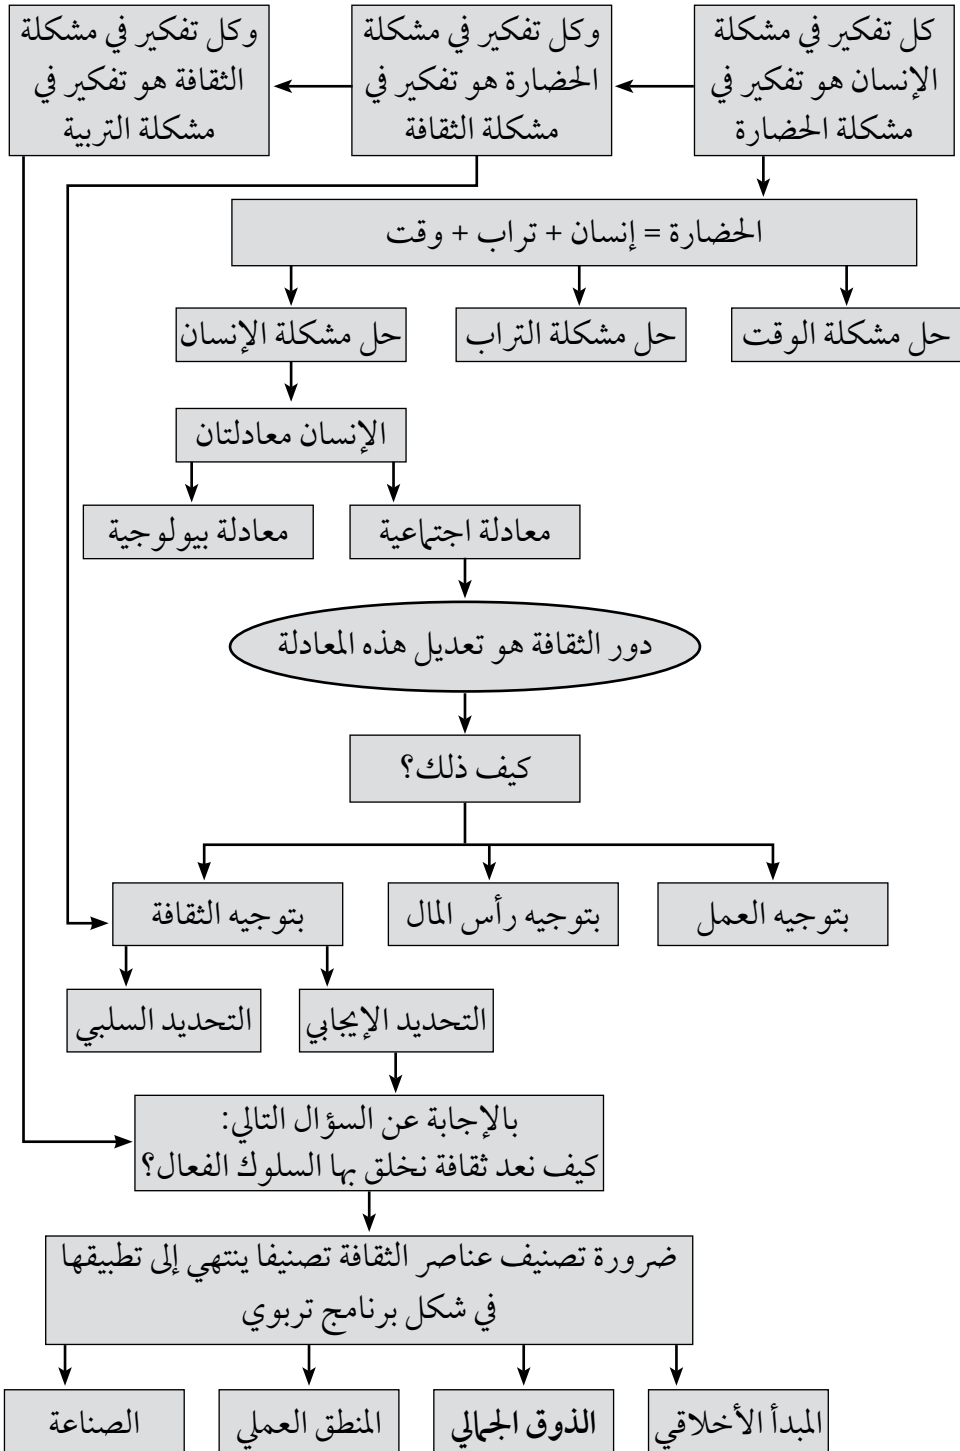 كل تفكير في مشكلة
الإنسان هو تفكير في
مشكلة الحضارة
وكل تفكير في مشكلة
الحضارة هو تفكير في
مشكلة الثقافة
وكل تفكير في مشكلة
الثقافة هو تفكير في
مشكلة التربية
الحضارة = إنسان + تراب + وقت
حل مشكلة الوقت
حل مشكلة التراب
حل مشكلة الإنسان
الإنسان معادلتان
معادلة اجتماعية
معادلة بيولوجية
دور الثقافة هو تعديل هذه المعادلة
كيف ذلك؟
بتوجيه العمل
بتوجيه رأس المال
بتوجيه الثقافة
التحديد الإيجابي
التحديد السلبي
بالإجابة عن السؤال التالي:
كيف نعد ثقافة نخلق بها السلوك الفعال؟
ضرورة تصنيف عناصر الثقافة تصنيفا ينتهي إلى تطبيقها
في شكل برنامج تربوي
المبدأ الأخلاقي
الذوق الجمالي
المنطق العملي
الصناعة